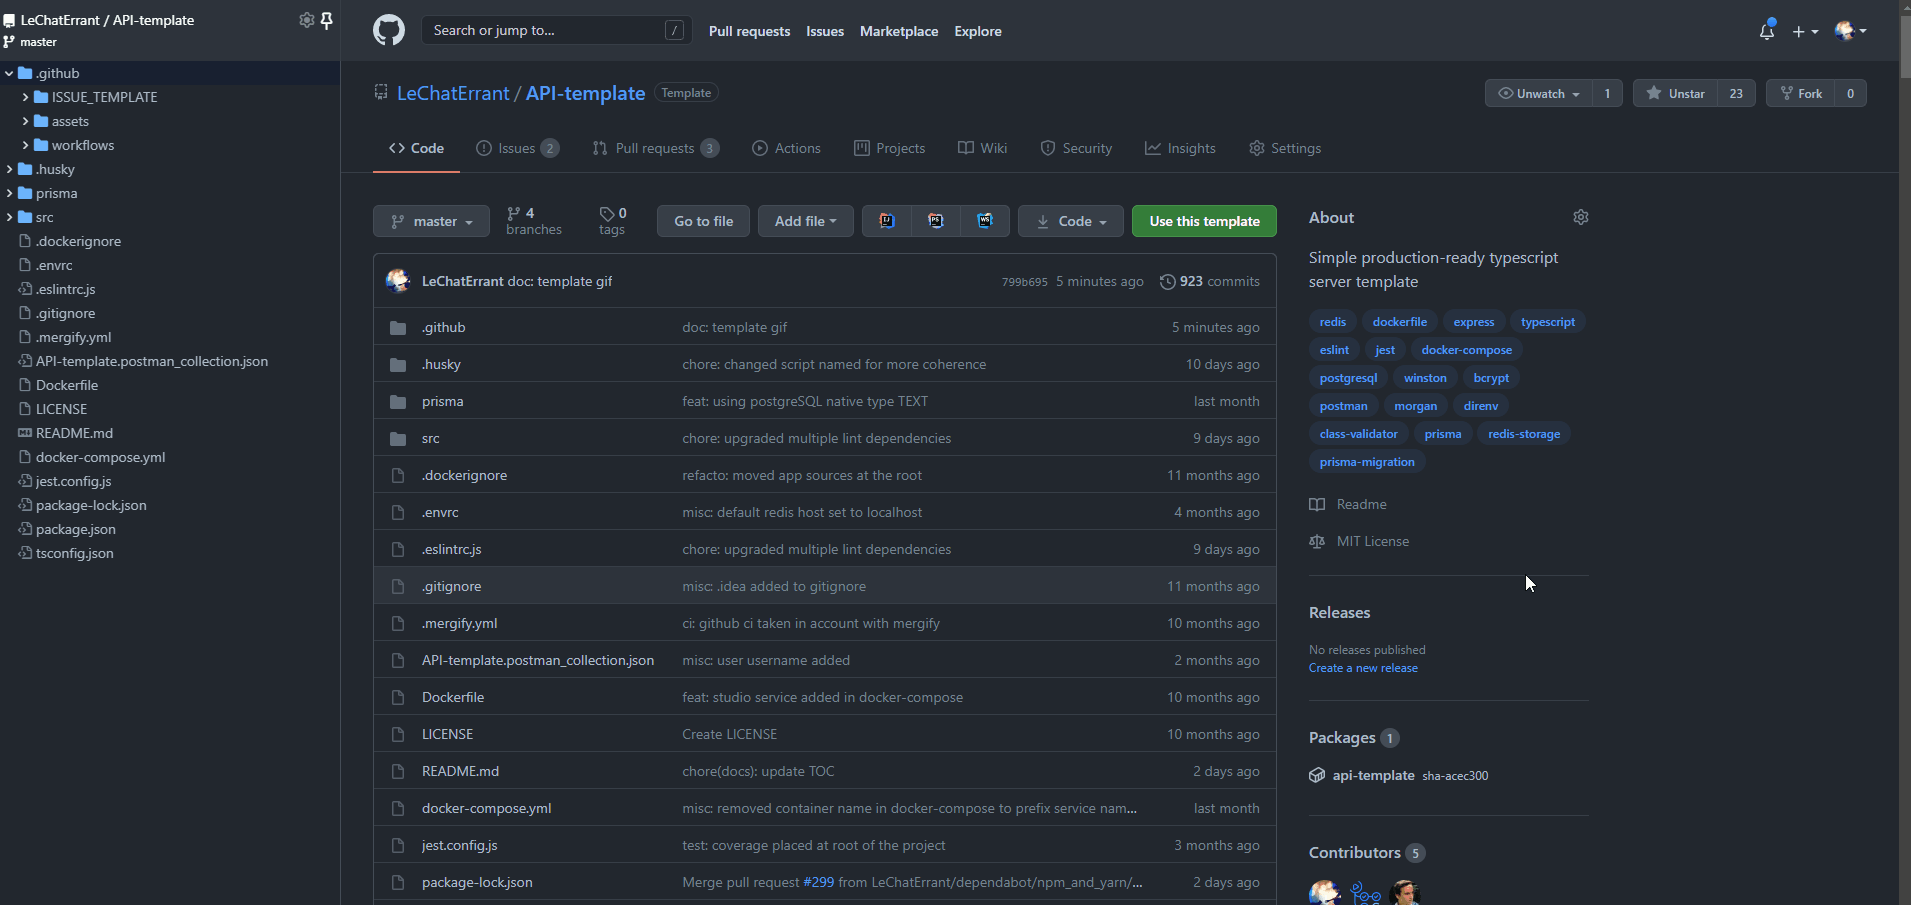 LeChatErrant / API-template
master
.github
ISSUE_TEMPLATE
assets
workflows
.husky
prisma
src
.dockerignore
.envrc
.eslintrc.js
.gitignore
.mergify.yml
API-template.postman_collection.json
Dockerfile
LICENSE
README.md
docker-compose.yml
jest.config.js
package-lock.json
package.json
tsconfig.json
Search or jump to... /
Pull requests Issues Marketplace Explore
LeChatErrant / API-template Template
Unwatch 1 Unstar 23 Fork 0
Code Issues 2 Pull requests 3 Actions Projects Wiki Security Insights Settings
master 4 branches 0 tags Go to file Add file IJ PS WS Code Use this template
LeChatErrant doc: template gif 799b695 5 minutes ago 923 commits
.github doc: template gif 5 minutes ago
.husky chore: changed script named for more coherence 10 days ago
prisma feat: using postgreSQL native type TEXT last month
src chore: upgraded multiple lint dependencies 9 days ago
.dockerignore refacto: moved app sources at the root 11 months ago
.envrc misc: default redis host set to localhost 4 months ago
.eslintrc.js chore: upgraded multiple lint dependencies 9 days ago
.gitignore misc: .idea added to gitignore 11 months ago
.mergify.yml ci: github ci taken in account with mergify 10 months ago
API-template.postman_collection.json misc: user username added 2 months ago
Dockerfile feat: studio service added in docker-compose 10 months ago
LICENSE Create LICENSE 10 months ago
README.md chore(docs): update TOC 2 days ago
docker-compose.yml misc: removed container name in docker-compose to prefix service nam... last month
jest.config.js test: coverage placed at root of the project 3 months ago
package-lock.json Merge pull request #299 from LeChatErrant/dependabot/npm_and_yarn/... 2 days ago
About
Simple production-ready typescript
server template
redis dockerfile express typescript
eslint jest docker-compose
postgresql winston bcrypt
postman morgan direnv
class-validator prisma redis-storage
prisma-migration
Readme
MIT License
Releases
No releases published
Create a new release
Packages 1
api-template sha-acec300
Contributors 5